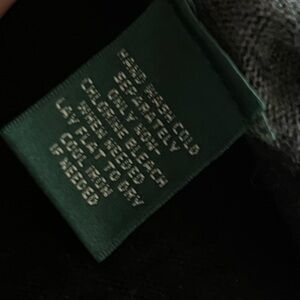 HAND WASH COLD
SEPARATELY
ONLY NON
CHLORINE BLEACH
WHEN NEEDED
LAY FLAT TO DRY
COOL IRON
IF NEEDED